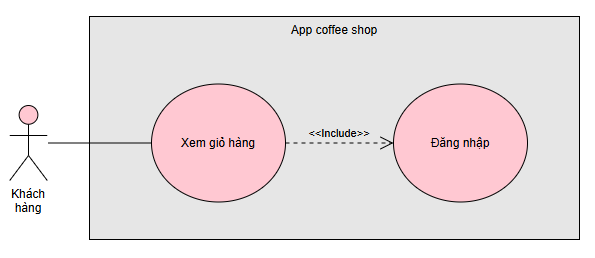 App coffee shop
Xem giỏ hàng
<<Include>>
Đăng nhập
Khách
hàng